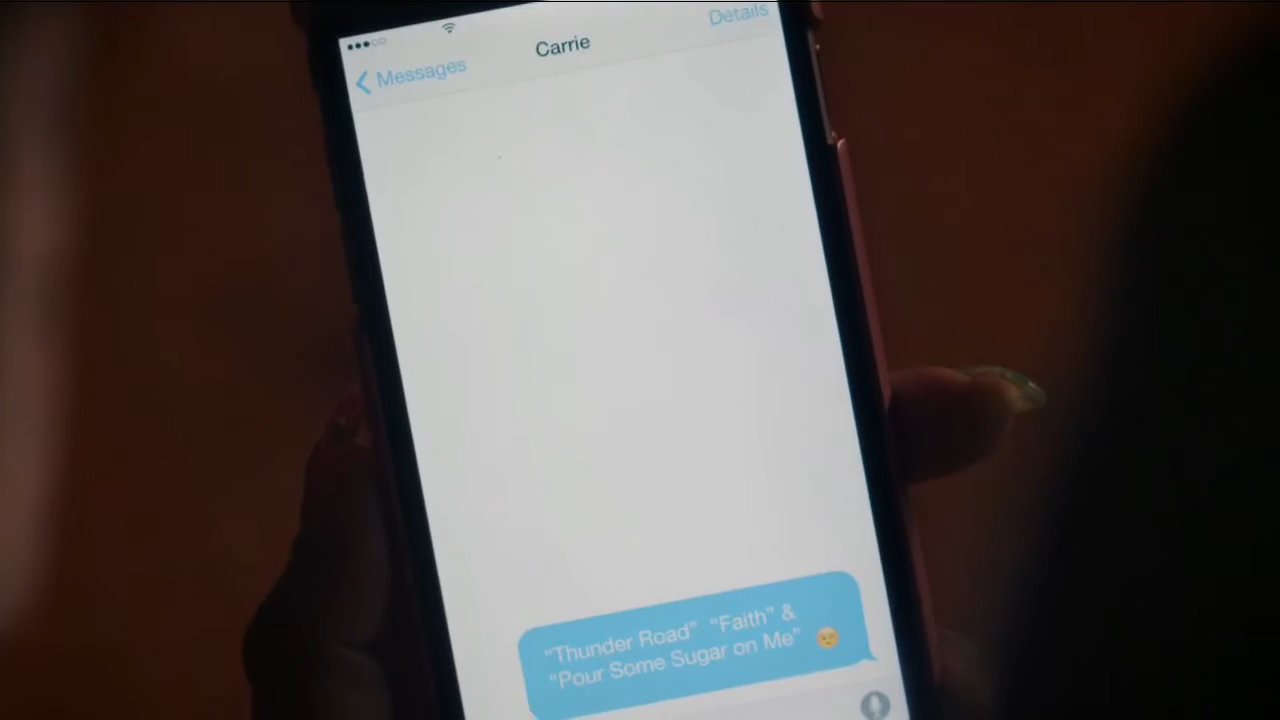 Details
Carrie
Messages
“Thunder Road” “Faith” &
“Pour Some Sugar on Me” 🥺